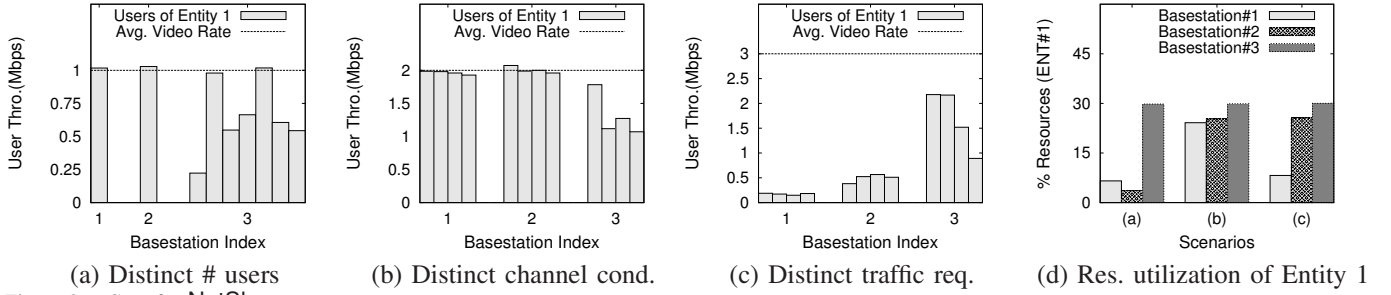 Users of Entity 1
Avg. Video Rate
User Thro.(Mbps)
1
0.75
0.5
0.25
0
1 2 3
Basestation Index
(a) Distinct # users
Users of Entity 1
Avg. Video Rate
User Thro.(Mbps)
2.5
2
1.5
1
0.5
0
1 2 3
Basestation Index
(b) Distinct channel cond.
Users of Entity 1
Avg. Video Rate
User Thro.(Mbps)
3
2.5
2
1.5
1
0.5
0
1 2 3
Basestation Index
(c) Distinct traffic req.
Basestation#1
Basestation#2
Basestation#3
% Resources (ENT#1)
45
30
15
0
(a) (b) (c)
Scenarios
(d) Res. utilization of Entity 1